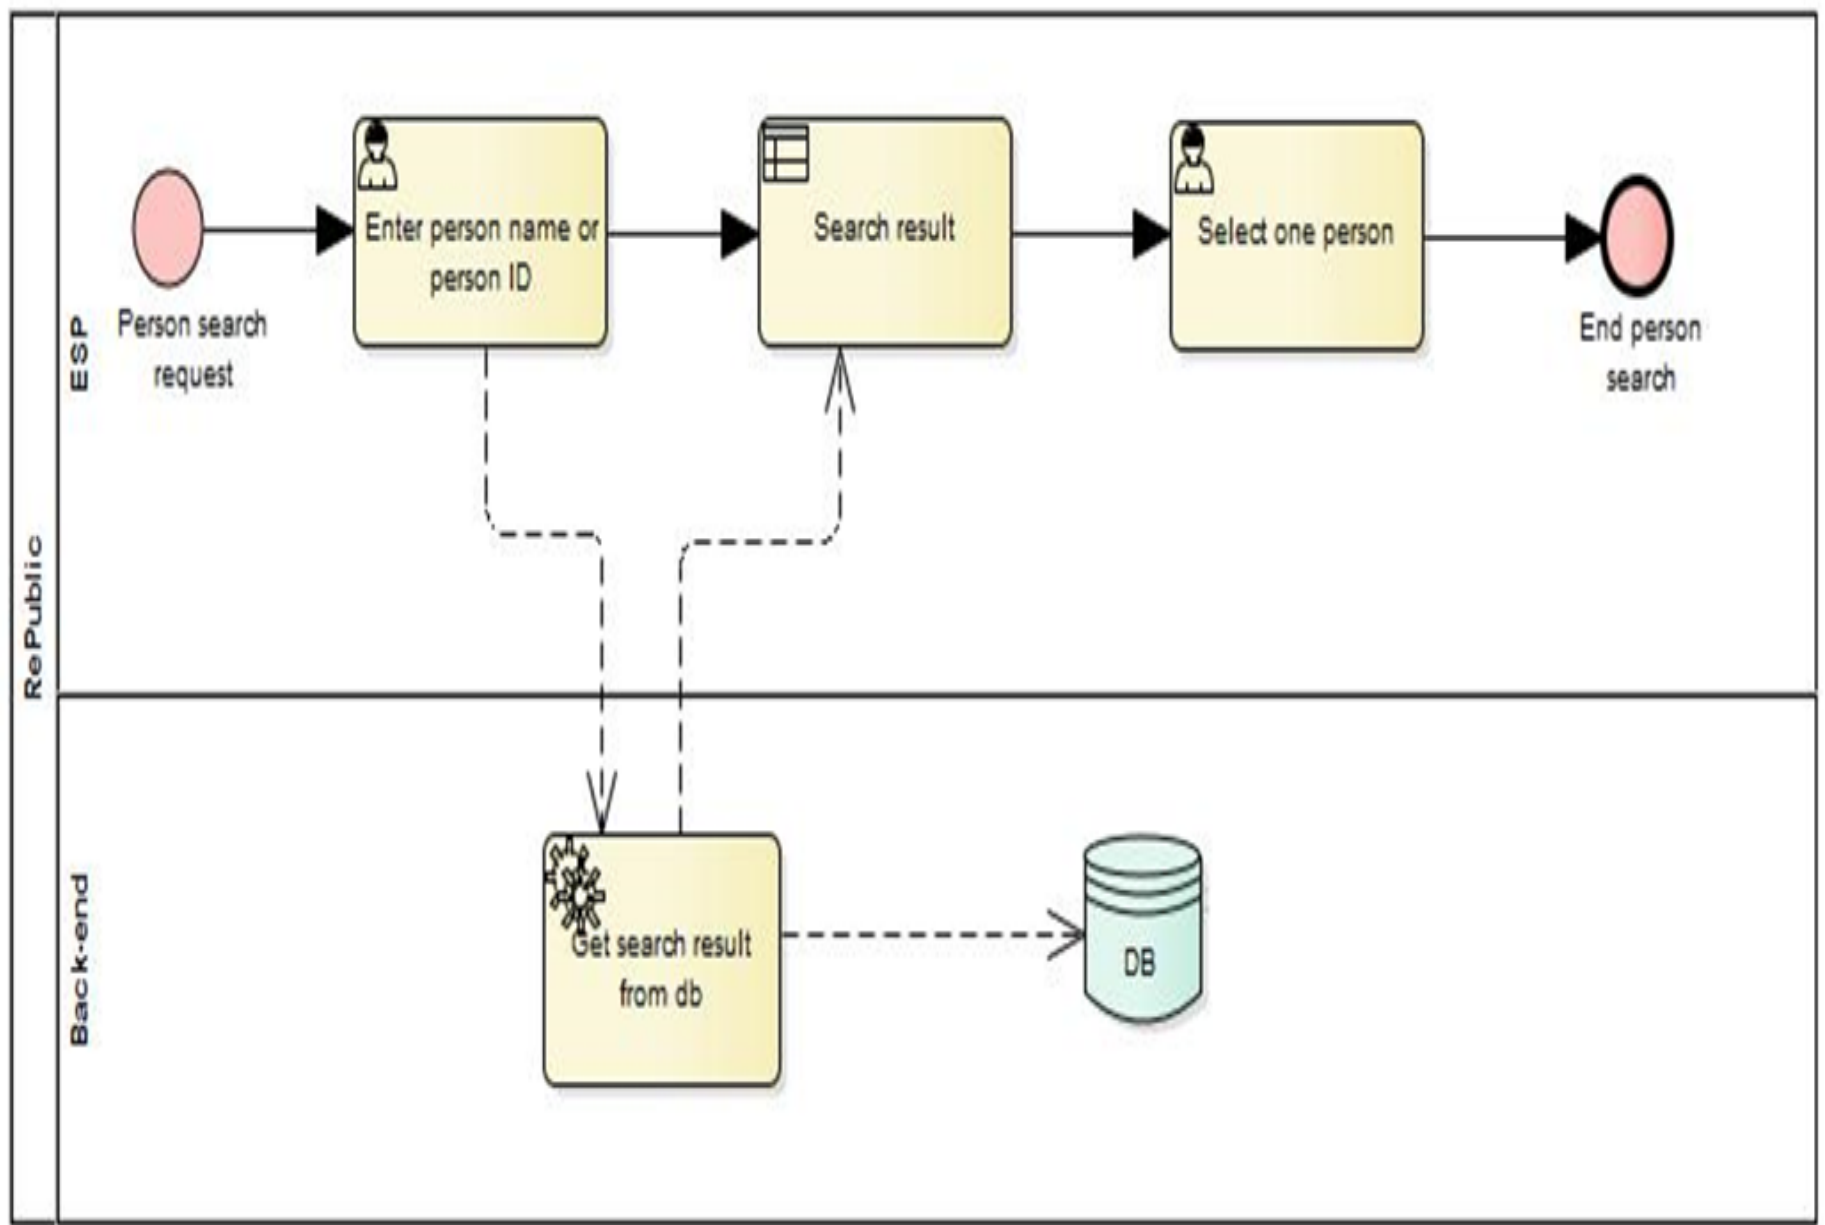 RePublic
ESP
Person search
request
Enter person name or
person ID
Search result
Select one person
End person
search
Back-end
Get search result
from db
DB